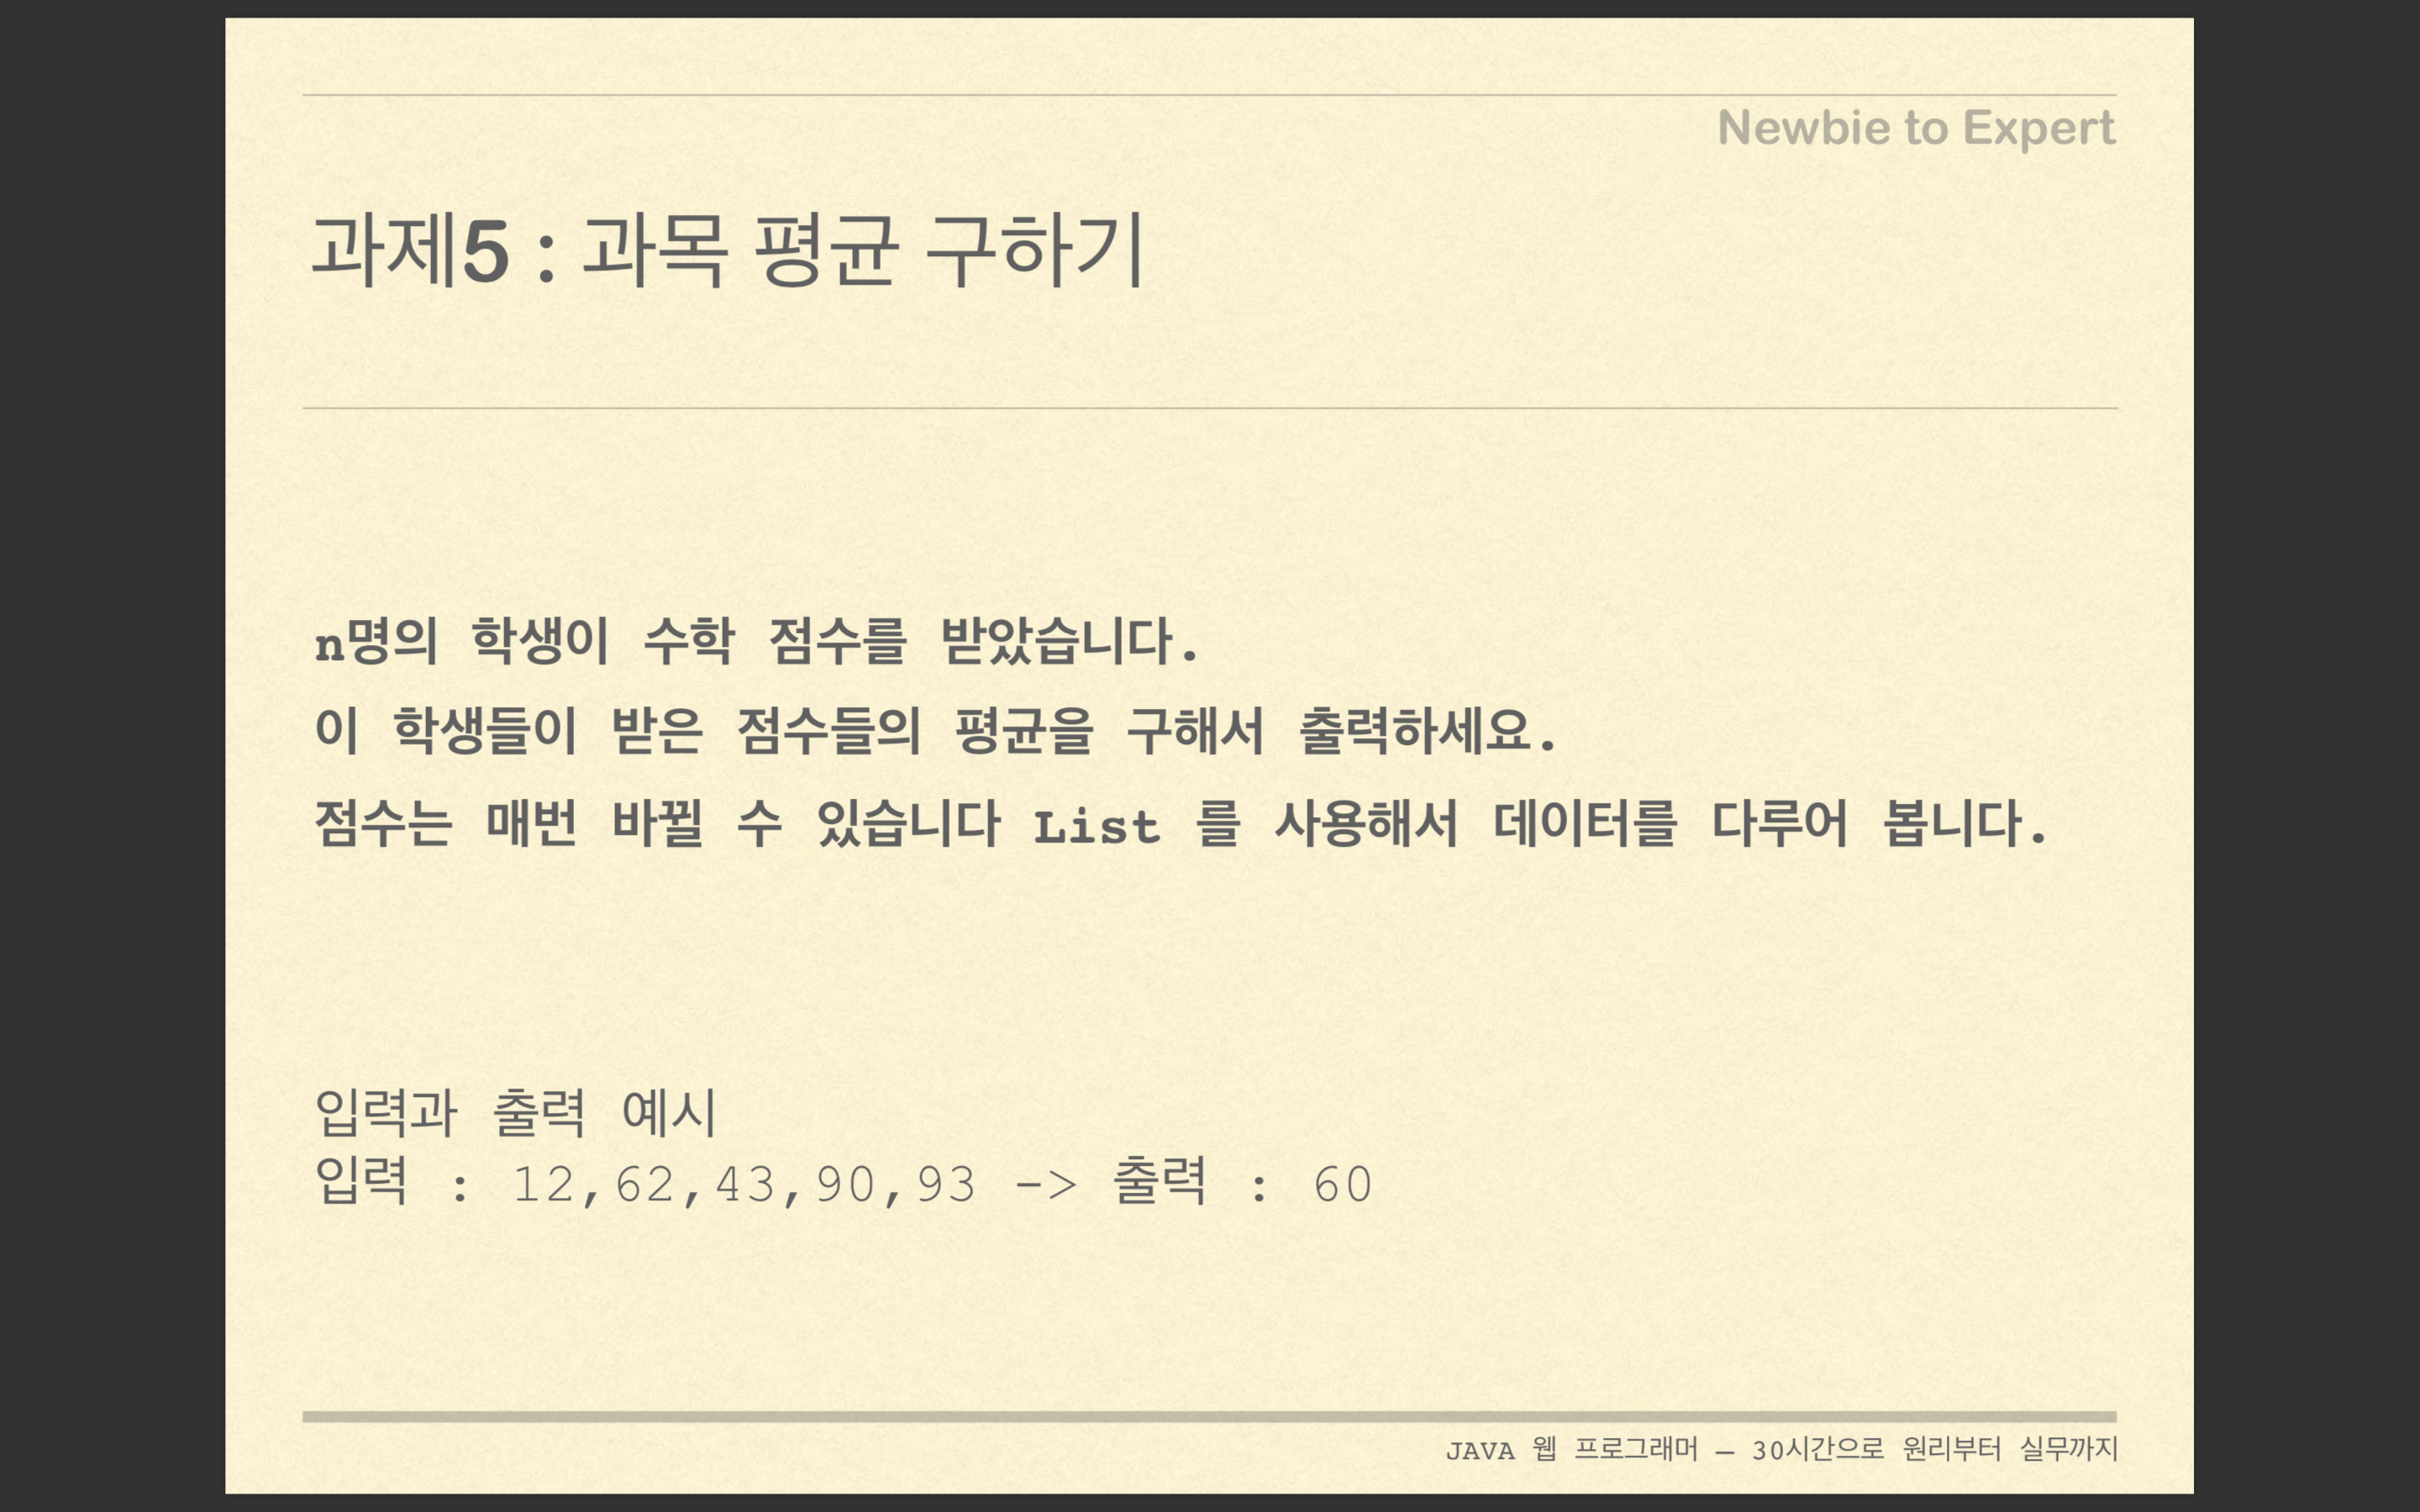 Newbie to Expert
과제5 : 과목 평균 구하기
n명의 학생이 수학 점수를 받았습니다.
이 학생들이 받은 점수들의 평균을 구해서 출력하세요.
점수는 매번 바뀔 수 있습니다 List 를 사용해서 데이터를 다루어 봅니다.
입력과 출력 예시
입력 : 12,62,43,90,93 -> 출력 : 60
JAVA 웹 프로그래머 – 30시간으로 원리부터 실무까지